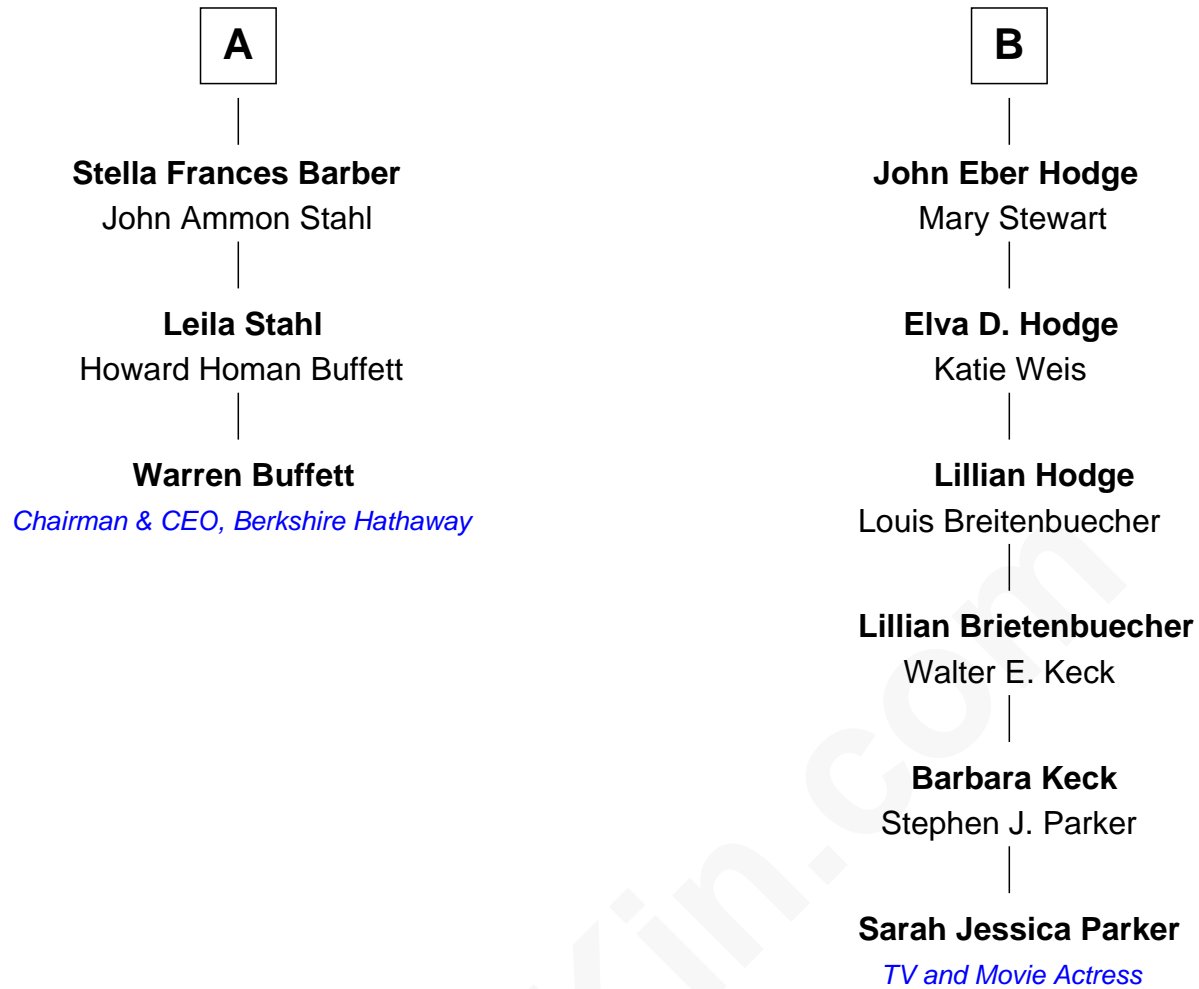 A
Stella Frances Barber
John Ammon Stahl
Leila Stahl
Howard Homan Buffett
Warren Buffett
Chairman & CEO, Berkshire Hathaway
B
John Eber Hodge
Mary Stewart
Elva D. Hodge
Katie Weis
Lillian Hodge
Louis Breitenbuecher
Lillian Brietenbuecher
Walter E. Keck
Barbara Keck
Stephen J. Parker
Sarah Jessica Parker
TV and Movie Actress
Kin.com